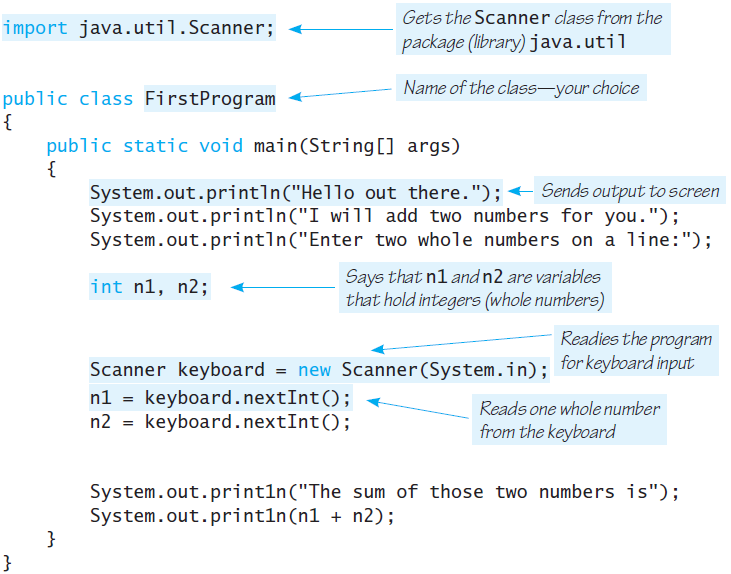 import java.util.Scanner;
Gets the Scanner class from the
package (library) java.util
public class FirstProgram
Name of the class—your choice
{
public static void main(String[] args)
{
System.out.println("Hello out there.");
Sends output to screen
System.out.println("I will add two numbers for you.");
System.out.println("Enter two whole numbers on a line:");
int n1, n2;
Says that n1 and n2 are variables
that hold integers (whole numbers)
Readies the program
for keyboard input
Scanner keyboard = new Scanner(System.in);
n1 = keyboard.nextInt();
n2 = keyboard.nextInt();
Reads one whole number
from the keyboard
System.out.print1n("The sum of those two numbers is");
System.out.print1n(n1 + n2);
}
}